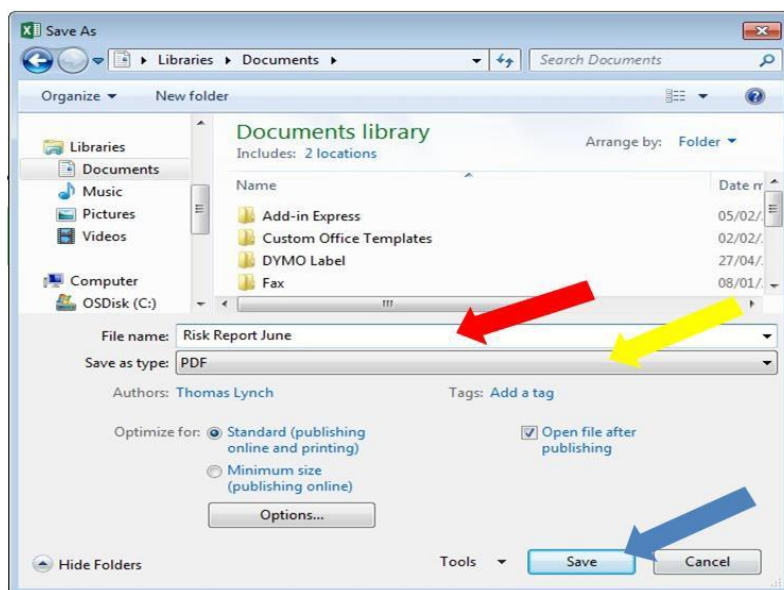 Save As
Libraries Documents
Search Documents
Organize New folder
Documents library
Includes: 2 locations
Arrange by: Folder
Libraries
Documents
Music
Pictures
Videos
Computer
OSDisk (C:)
Name Date m
Add-in Express 05/02/
Custom Office Templates 02/02/
DYMO Label 27/04/
Fax 08/01/
File name: Risk Report June
Save as type: PDF
Authors: Thomas Lynch Tags: Add a tag
Optimize for: Standard (publishing
online and printing)
Minimum size
(publishing online)
Open file after
publishing
Options...
Hide Folders
Tools Save Cancel